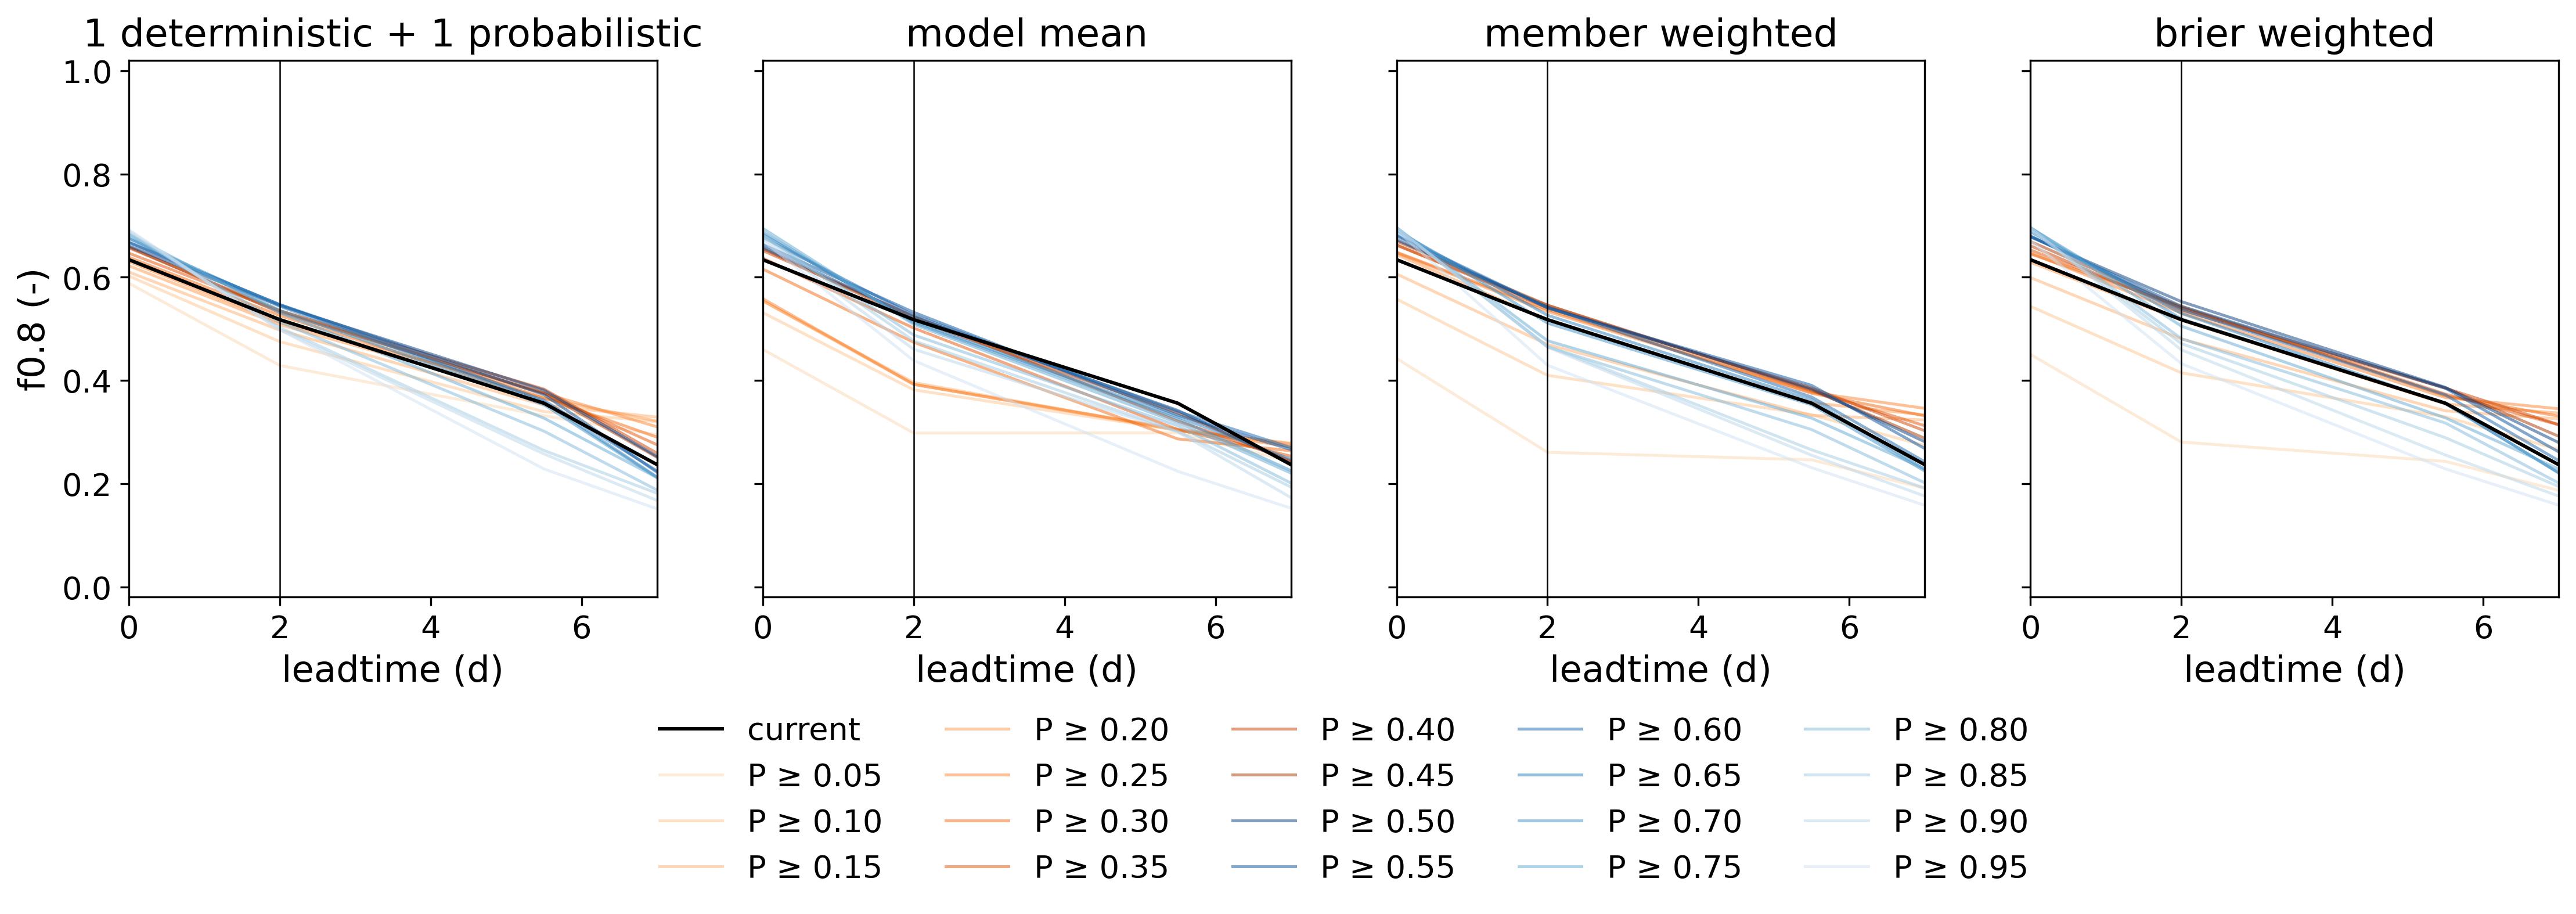 1 deterministic + 1 probabilistic
model mean
member weighted
brier weighted
1.0
0.8
0.6
0.4
0.2
0.0
f0.8 (-)
0 2 4 6
0 2 4 6
0 2 4 6
0 2 4 6
leadtime (d)
leadtime (d)
leadtime (d)
leadtime (d)
current
P ≥ 0.05
P ≥ 0.10
P ≥ 0.15
P ≥ 0.20
P ≥ 0.25
P ≥ 0.30
P ≥ 0.35
P ≥ 0.40
P ≥ 0.45
P ≥ 0.50
P ≥ 0.55
P ≥ 0.60
P ≥ 0.65
P ≥ 0.70
P ≥ 0.75
P ≥ 0.80
P ≥ 0.85
P ≥ 0.90
P ≥ 0.95